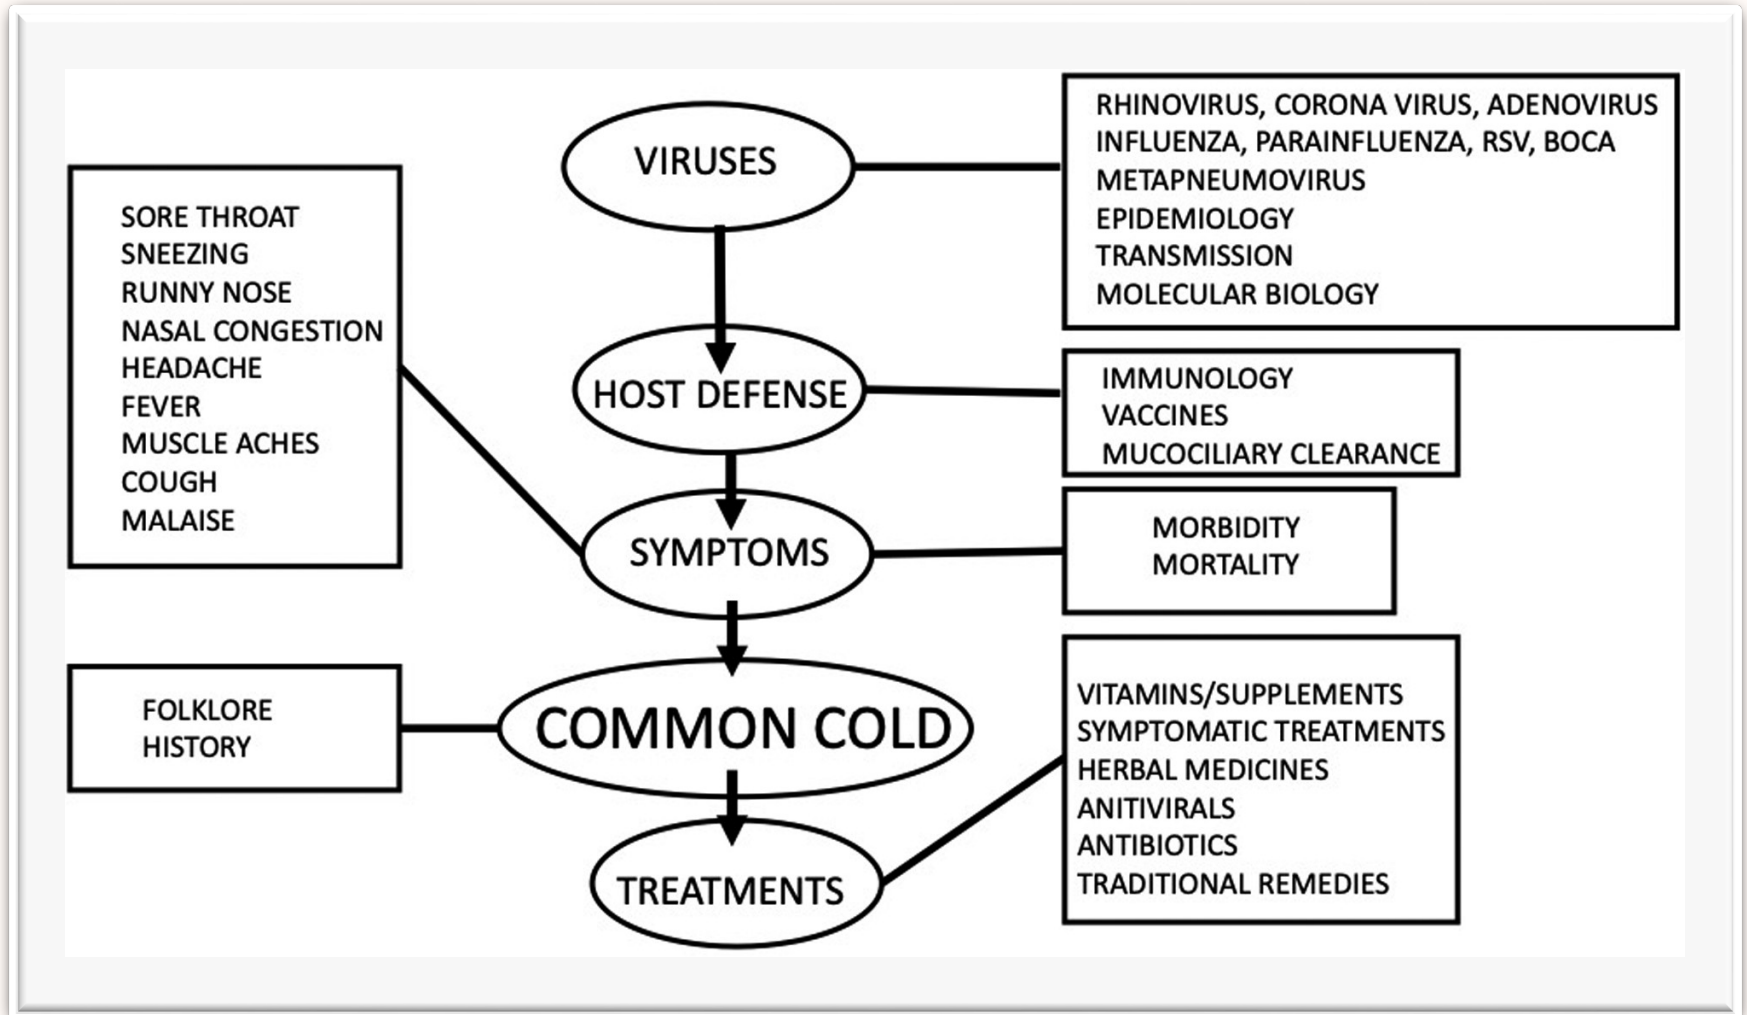 VIRUSES
RHINOVIRUS, CORONA VIRUS, ADENOVIRUS
INFLUENZA, PARAINFLUENZA, RSV, BOCA
METAPNEUMOVIRUS
EPIDEMIOLOGY
TRANSMISSION
MOLECULAR BIOLOGY
HOST DEFENSE
IMMUNOLOGY
VACCINES
MUCOCILIARY CLEARANCE
SORE THROAT
SNEEZING
RUNNY NOSE
NASAL CONGESTION
HEADACHE
FEVER
MUSCLE ACHES
COUGH
MALAISE
SYMPTOMS
MORBIDITY
MORTALITY
FOLKLORE
HISTORY
COMMON COLD
TREATMENTS
VITAMINS/SUPPLEMENTS
SYMPTOMATIC TREATMENTS
HERBAL MEDICINES
ANITIVIRALS
ANTIBIOTICS
TRADITIONAL REMEDIES